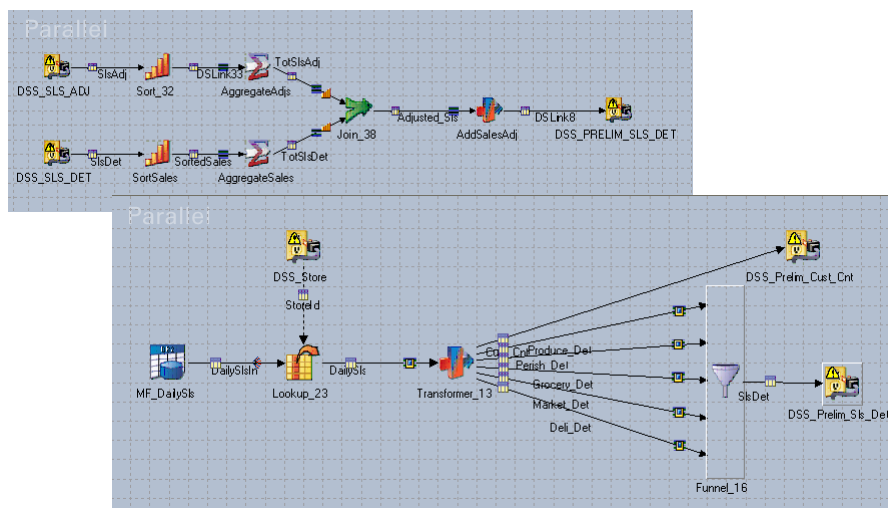 Parallel
SlsAdj
DSLink33
TotSlsAdj
DSS_SLS_ADJ
Sort_32
AggregateAdjs
Join_38
Adjusted_Sls
AddSalesAdj
DSLink8
DSS_PRELIM_SLS_DET
SlsDet
SortedSales
TotSlsDet
DSS_SLS_DET
SortSales
AggregateSales
Parallel
DSS_Store
StoreId
DSS_Prelim_Cust_Cnt
MF_DailySls
DailySlsIn
Lookup_23
DailySls
Transformer_13
Produce_Det
Perish_Det
Grocery_Det
Market_Det
Deli_Det
SlsDet
Funnel_16
DSS_Prelim_Sls_Det